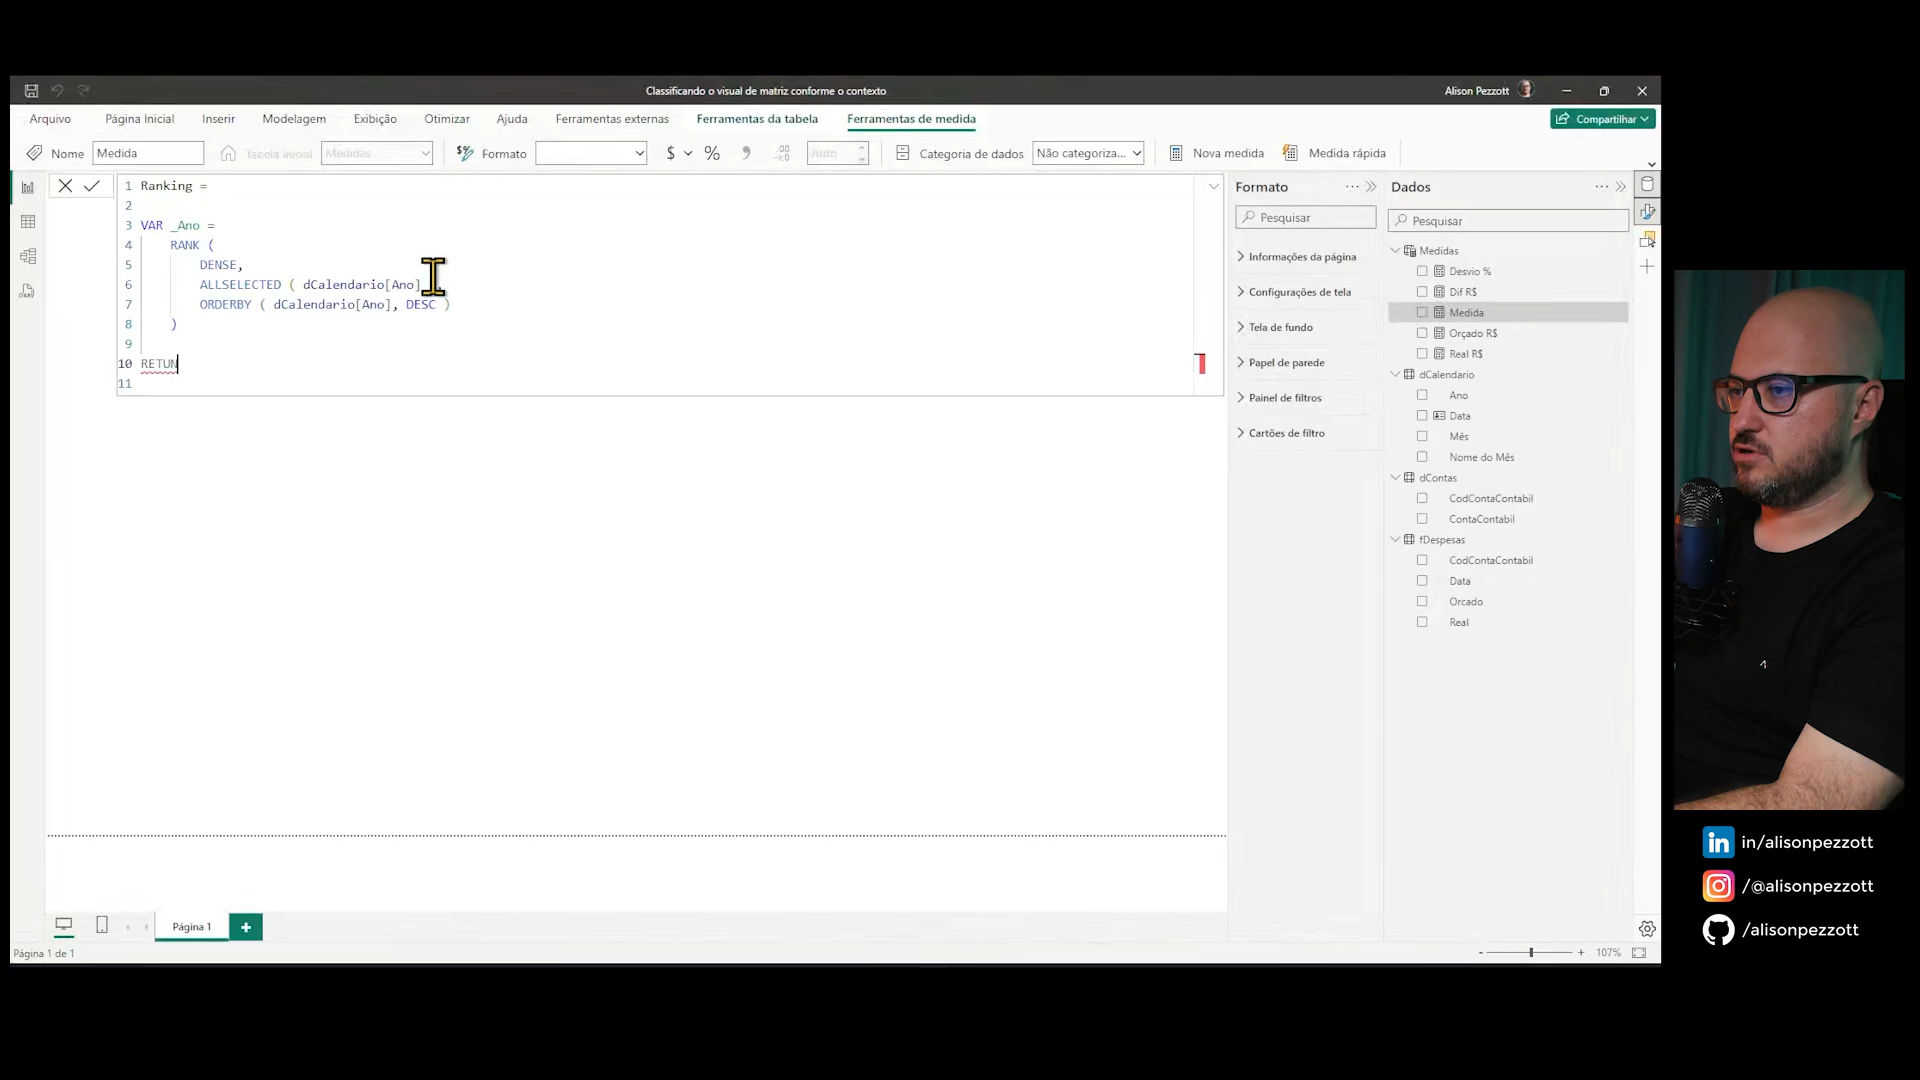 Classificando o visual de matriz conforme o contexto
Alison Pezzott
Arquivo
Página Inicial
Inserir
Modelagem
Exibição
Otimizar
Ajuda
Ferramentas externas
Ferramentas da tabela
Ferramentas de medida
Compartilhar
Nome
Medida
Tabela inicial
Medidas
Formato
$
%
Auto
Categoria de dados
Não categoriza...
Nova medida
Medida rápida
1 Ranking =
2
3 VAR _Ano =
4 RANK (
5 DENSE,
6 ALLSELECTED ( dCalendario[Ano]
7 ORDERBY ( dCalendario[Ano], DESC )
8 )
9
10 RETUN
11
Formato
Pesquisar
Informações da página
Configurações de tela
Tela de fundo
Papel de parede
Painel de filtros
Cartões de filtro
Dados
Pesquisar
Medidas
Desvio %
Dif R$
Medida
Orçado R$
Real R$
dCalendario
Ano
Data
Mês
Nome do Mês
dContas
CodContaContabil
ContaContabil
fDespesas
CodContaContabil
Data
Orcado
Real
Página 1
Página 1 de 1
- + 107%
in/alisonpezzott
/@alisonpezzott
/alisonpezzott